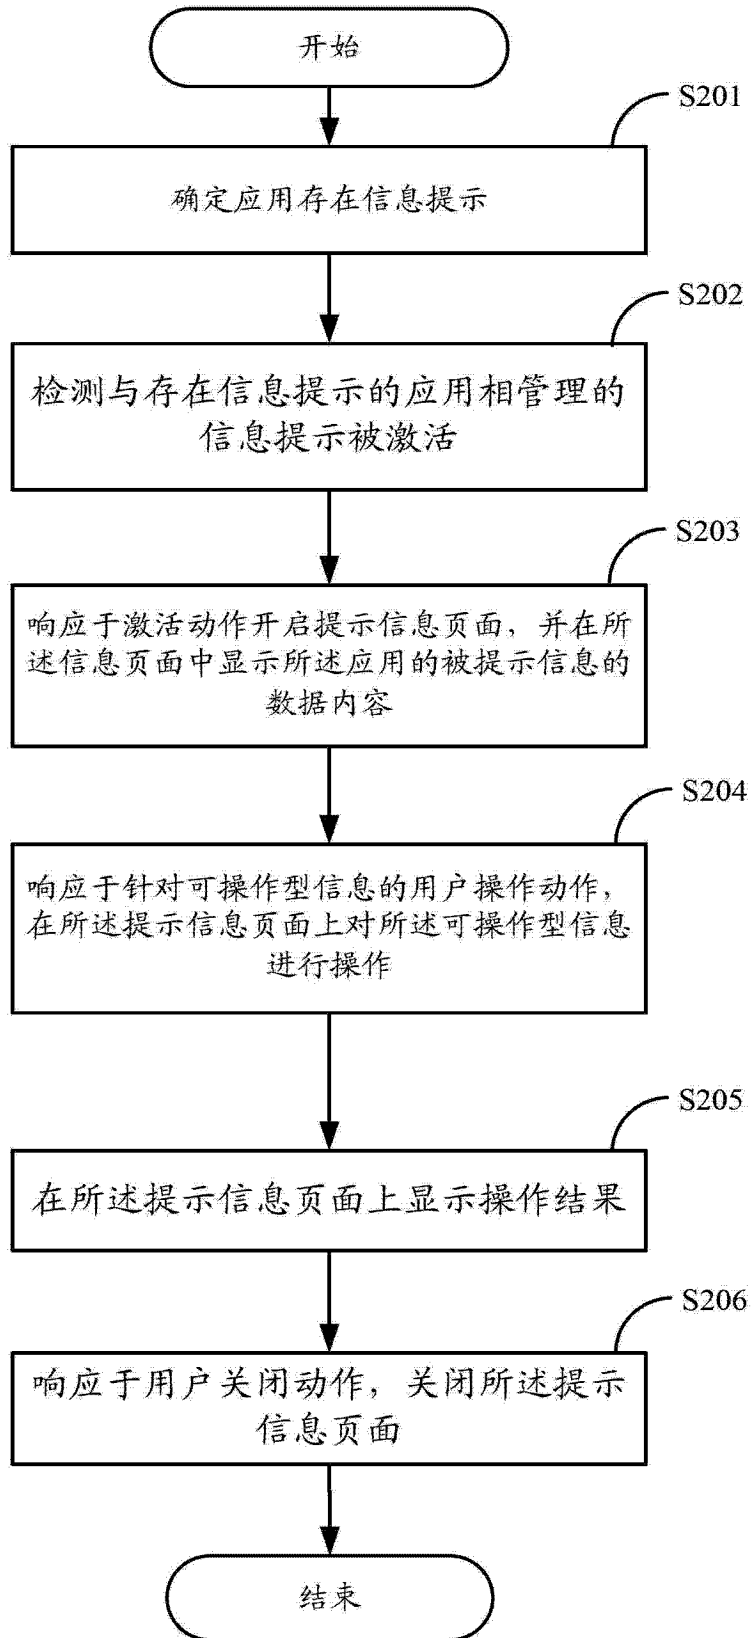 开始
S201
确定应用存在信息提示
S202
检测与存在信息提示的应用相管理的
信息提示被激活
S203
响应于激活动作开启提示信息页面，并在所
述信息页面中显示所述应用的被提示信息的
数据内容
S204
响应于针对可操作型信息的用户操作动作，
在所述提示信息页面上对所述可操作型信息
进行操作
S205
在所述提示信息页面上显示操作结果
S206
响应于用户关闭动作，关闭所述提示
信息页面
结束